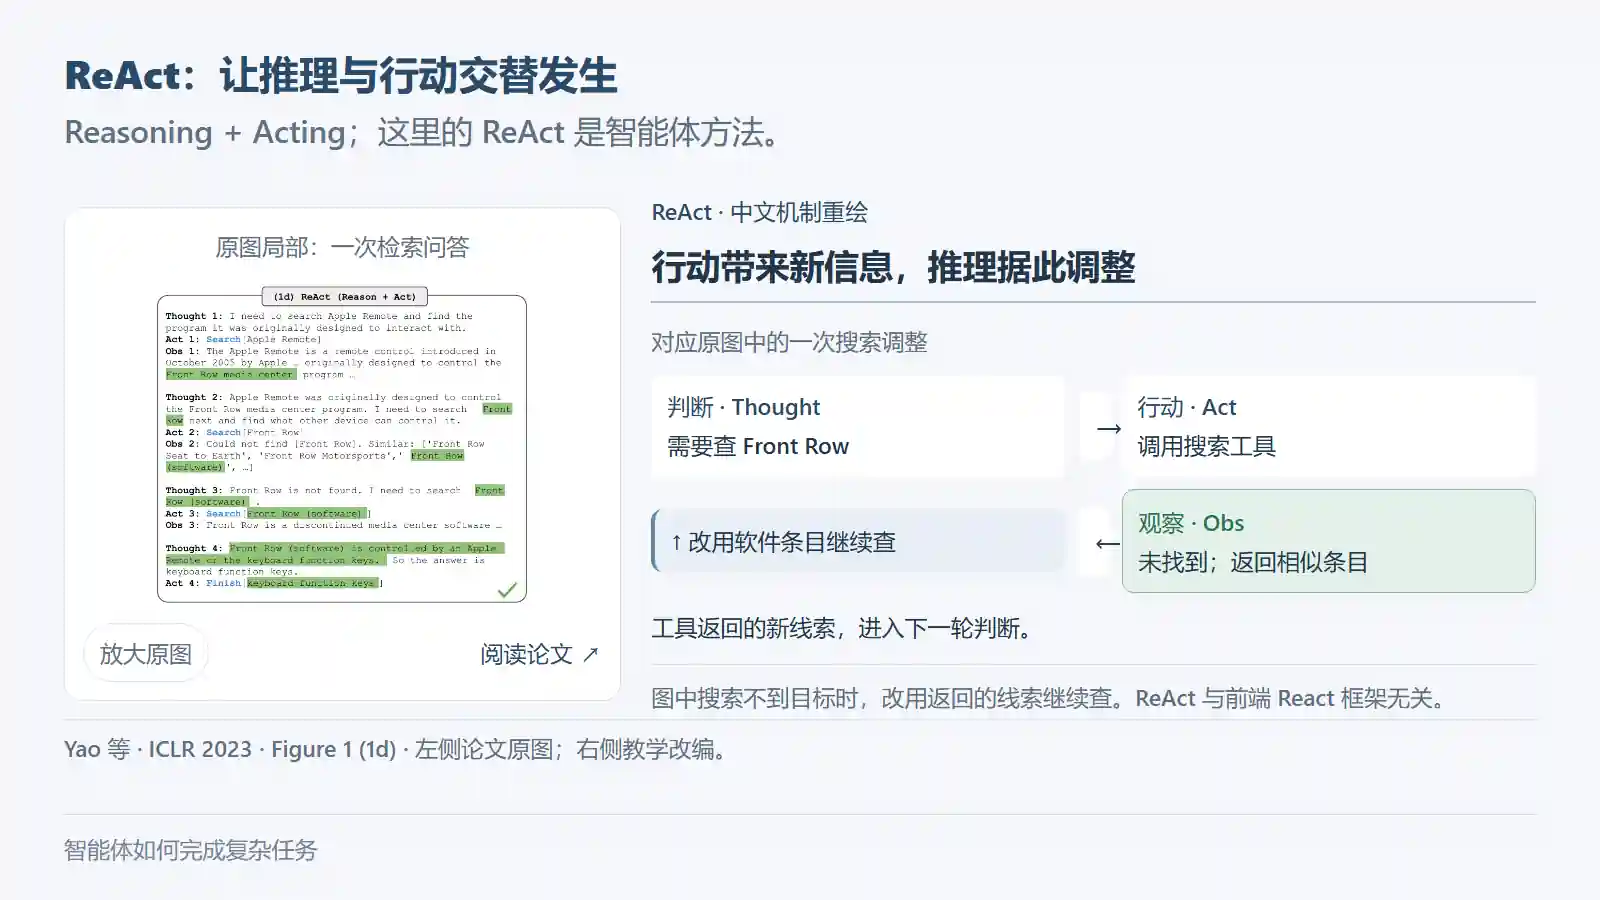 ReAct：让推理与行动交替发生
Reasoning + Acting；这里的 ReAct 是智能体方法。
原图局部：一次检索问答
(1d) ReAct (Reason + Act)
Thought 1: I need to search Apple Remote and find the
program it was originally designed to interact with.
Act 1: Search[Apple Remote]
Obs 1: The Apple Remote is a remote control introduced in
October 2005 by Apple … originally designed to control the
Front Row media center program …
Thought 2: Apple Remote was originally designed to control
the Front Row media center program. I need to search Front
Row next and find what other device can control it.
Act 2: Search[Front Row]
Obs 2: Could not find [Front Row]. Similar: ['Front Row
Seat to Earth', 'Front Row Motorsports', 'Front Row
(software)', …]
Thought 3: Front Row is not found. I need to search Front
Row (software) .
Act 3: Search[Front Row (software)]
Obs 3: Front Row is a discontinued media center software …
Thought 4: Front Row (software) is controlled by an Apple
Remote or the keyboard function keys. So the answer is
keyboard function keys.
Act 4: Finish[keyboard function keys]
放大原图
阅读论文 ↗
ReAct · 中文机制重绘
行动带来新信息，推理据此调整
对应原图中的一次搜索调整
判断 · Thought
需要查 Front Row
→
行动 · Act
调用搜索工具
↑ 改用软件条目继续查
←
观察 · Obs
未找到；返回相似条目
工具返回的新线索，进入下一轮判断。
图中搜索不到目标时，改用返回的线索继续查。ReAct 与前端 React 框架无关。
Yao 等 · ICLR 2023 · Figure 1 (1d) · 左侧论文原图；右侧教学改编。
智能体如何完成复杂任务